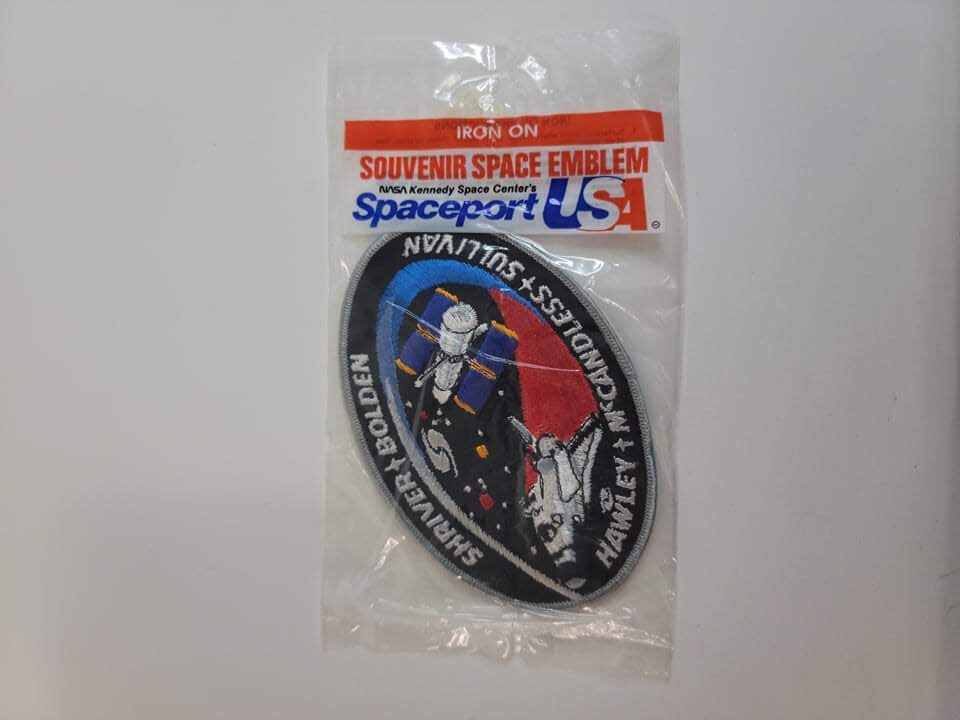 IRON ON
SOUVENIR SPACE EMBLEM
NASA Kennedy Space Center's
Spaceport USA
©
SHRIVER + BOLDEN
HAWLEY + McCANDLESS + SULLIVAN